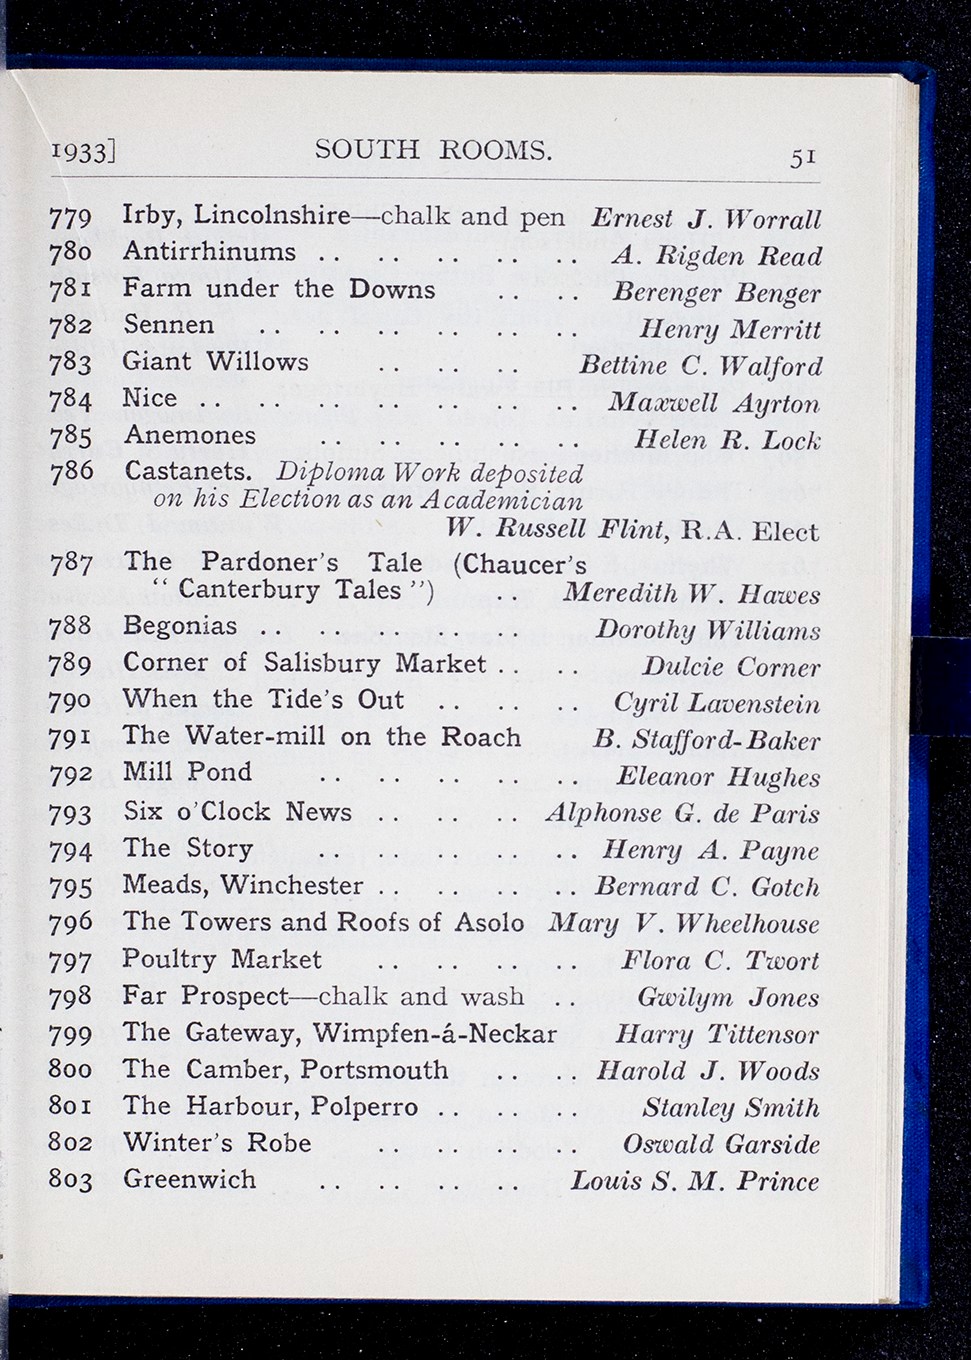 1933] SOUTH ROOMS. 51
779 Irby, Lincolnshire—chalk and pen Ernest J. Worrall
780 Antirrhinums .. .. .. .. .. A. Rigden Read
781 Farm under the Downs .. .. Berenger Benger
782 Sennen .. .. .. .. .. .. Henry Merritt
783 Giant Willows .. .. .. Bettine C. Walford
784 Nice .. .. .. .. .. .. .. Maxwell Ayrton
785 Anemones .. .. .. .. .. Helen R. Lock
786 Castanets. Diploma Work deposited
on his Election as an Academician
W. Russell Flint, R.A. Elect
787 The Pardoner's Tale (Chaucer's
“ Canterbury Tales ”) .. Meredith W. Hawes
788 Begonias .. .. .. .. .. Dorothy Williams
789 Corner of Salisbury Market .. .. Dulcie Corner
790 When the Tide's Out .. .. .. Cyril Lavenstein
791 The Water-mill on the Roach B. Stafford-Baker
792 Mill Pond .. .. .. .. .. Eleanor Hughes
793 Six o'Clock News .. .. .. Alphonse G. de Paris
794 The Story .. .. .. .. .. Henry A. Payne
795 Meads, Winchester .. .. .. .. Bernard C. Gotch
796 The Towers and Roofs of Asolo Mary V. Wheelhouse
797 Poultry Market .. .. .. .. Flora C. Twort
798 Far Prospect—chalk and wash .. Gwilym Jones
799 The Gateway, Wimpfen-á-Neckar Harry Tittensor
800 The Camber, Portsmouth .. .. Harold J. Woods
801 The Harbour, Polperro .. .. .. Stanley Smith
802 Winter's Robe .. .. .. .. Oswald Garside
803 Greenwich .. .. .. .. Louis S. M. Prince